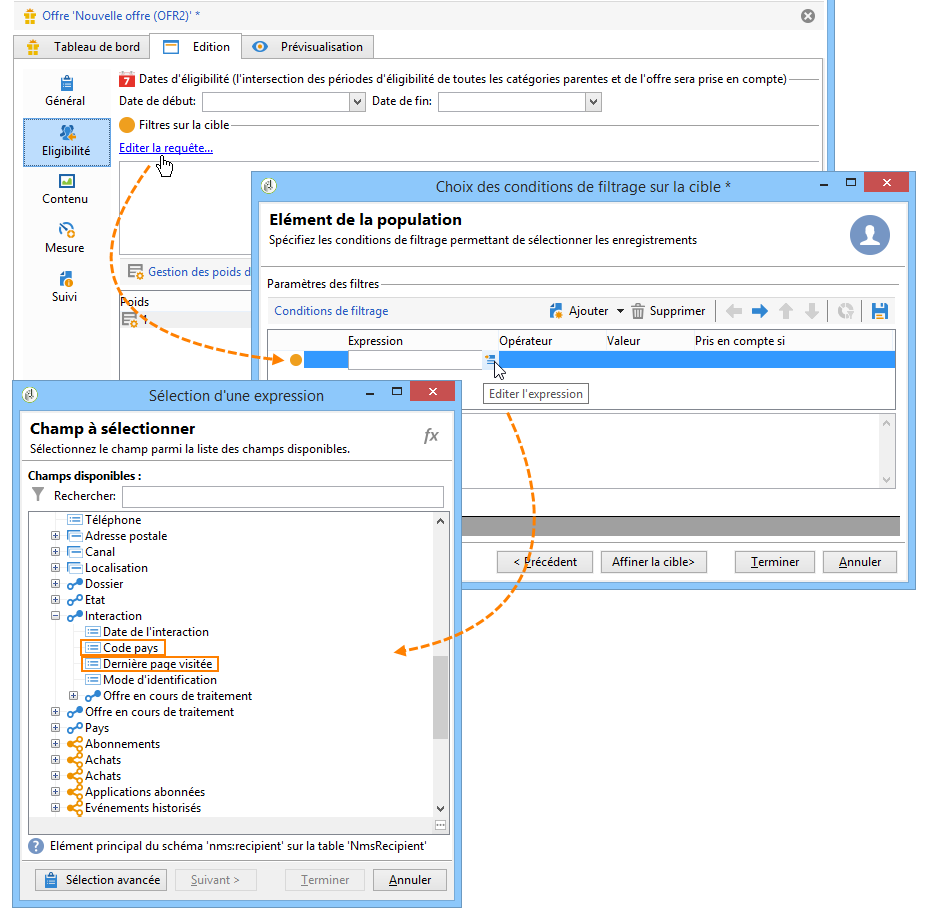 Offre 'Nouvelle offre (OFR2)' *
Tableau de bord
Edition
Prévisualisation
Général
Eligibilité
Contenu
Mesure
Suivi
7 Dates d'éligibilité (l'intersection des périodes d'éligibilité de toutes les catégories parentes et de l'offre sera prise en compte)
Date de début:
Date de fin:
Filtres sur la cible
Editer la requête...
Gestion des poids d
Poids
1
Choix des conditions de filtrage sur la cible *
Elément de la population
Spécifiez les conditions de filtrage permettant de sélectionner les enregistrements
Paramètres des filtres
Conditions de filtrage
Ajouter
Supprimer
Expression Opérateur Valeur Pris en compte si
Editer l'expression
< Précédent
Affiner la cible>
Terminer
Annuler
Sélection d'une expression
Champ à sélectionner
Sélectionnez le champ parmi la liste des champs disponibles.
fx
Champs disponibles :
Rechercher:
Téléphone
Adresse postale
Canal
Localisation
Dossier
Etat
Interaction
Date de l'interaction
Code pays
Dernière page visitée
Mode d'identification
Offre en cours de traitement
Offre en cours de traitement
Pays
Abonnements
Achats
Achats
Applications abonnées
Evénements historisés
? Elément principal du schéma 'nms:recipient' sur la table 'NmsRecipient'
Sélection avancée
Suivant >
Terminer
Annuler